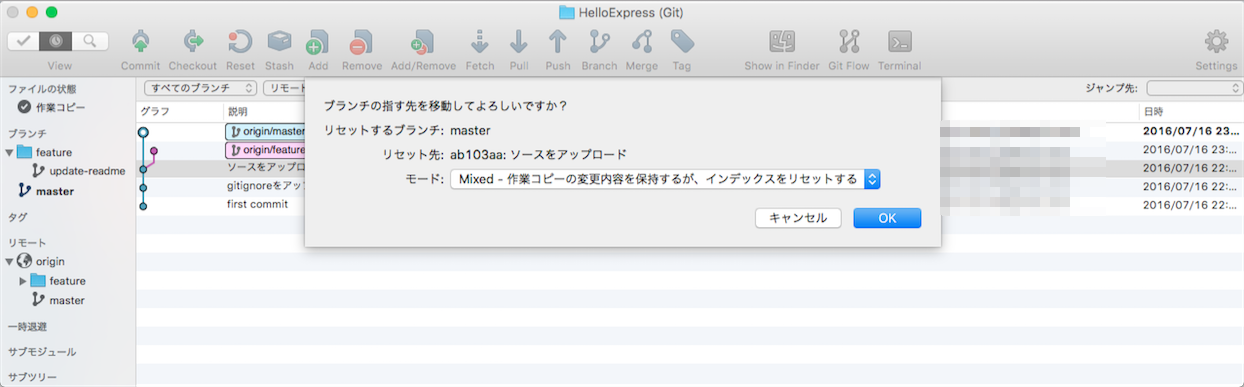 HelloExpress (Git)
View Commit Checkout Reset Stash Add Remove Add/Remove Fetch Pull Push Branch Merge Tag Show in Finder Git Flow Terminal Settings
ファイルの状態
作業コピー
ブランチ
feature
update-readme
master
タグ
リモート
origin
feature
master
一時退避
サブモジュール
サブツリー
すべてのブランチ リモー ジャンプ先:
グラフ 説明 日時
origin/master 2016/07/16 23...
origin/feature 2016/07/16 23:...
ソースをアップロ 2016/07/16 22:...
gitignoreをアッ 2016/07/16 22:...
first commit 2016/07/16 22:...
ブランチの指す先を移動してよろしいですか？
リセットするブランチ: master
リセット先: ab103aa: ソースをアップロード
モード: Mixed - 作業コピーの変更内容を保持するが、インデックスをリセットする
キャンセル OK